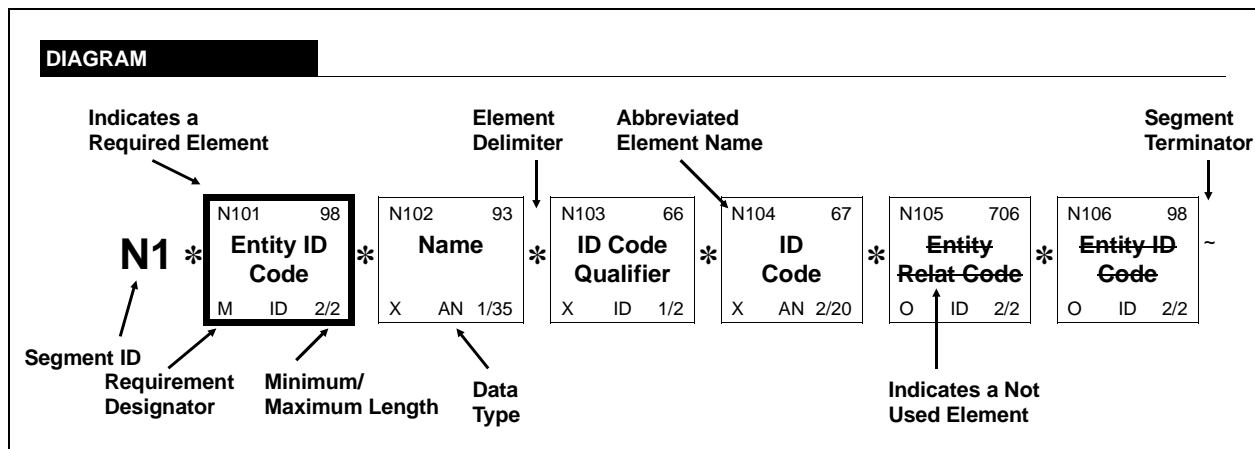 DIAGRAM
Indicates a
Required Element
Element
Delimiter
Abbreviated
Element Name
Segment
Terminator
N1
*
N101 98
Entity ID
Code
M ID 2/2
*
N102 93
Name
X AN 1/35
*
N103 66
ID Code
Qualifier
X ID 1/2
*
N104 67
ID
Code
X AN 2/20
*
N105 706
Entity
Relat Code
O ID 2/2
*
N106 98
Entity ID
Code
O ID 2/2
~
Segment ID
Requirement
Designator
Minimum/
Maximum Length
Data
Type
Indicates a Not
Used Element